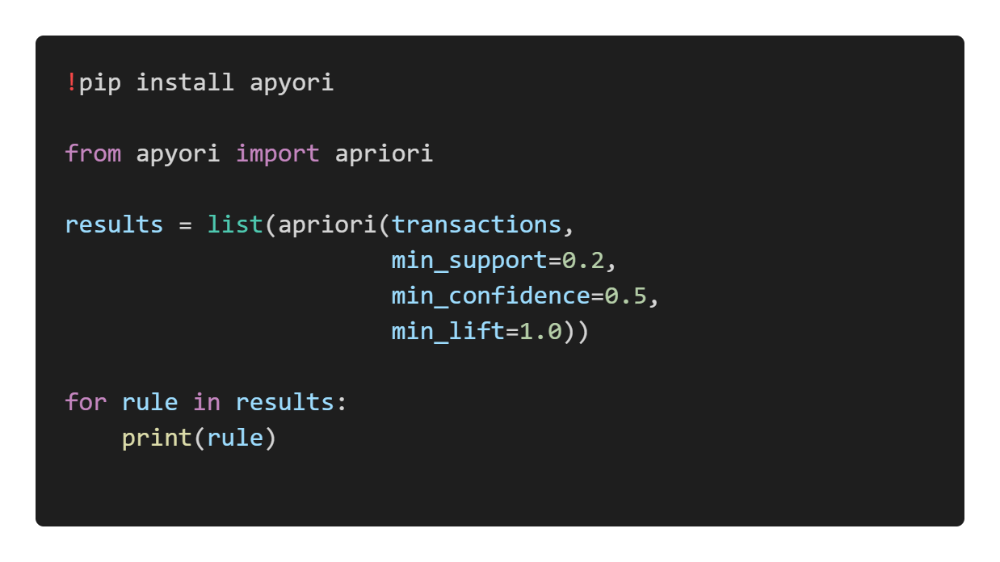 !pip install apyori
from apyori import apriori
results = list(apriori(transactions,
                       min_support=0.2,
                       min_confidence=0.5,
                       min_lift=1.0))
for rule in results:
    print(rule)